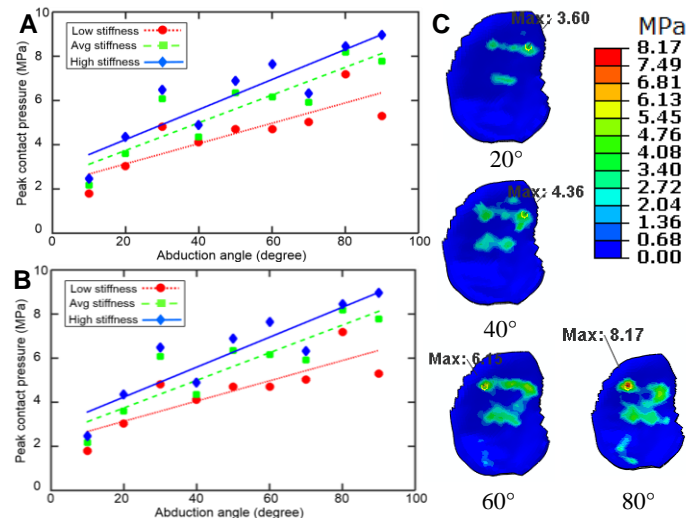 A
Peak contact pressure (MPa)
10
8
6
4
2
0
Low stiffness
Avg stiffness
High stiffness
0 20 40 60 80 100
Abduction angle (degree)
B
Peak contact pressure (MPa)
10
8
6
4
2
0
Low stiffness
Avg stiffness
High stiffness
0 20 40 60 80 100
Abduction angle (degree)
C
Max: 3.60
20°
Max: 4.36
40°
60°
Max: 8.17
80°
MPa
8.17
7.49
6.81
6.13
5.45
4.76
4.08
3.40
2.72
2.04
1.36
0.68
0.00